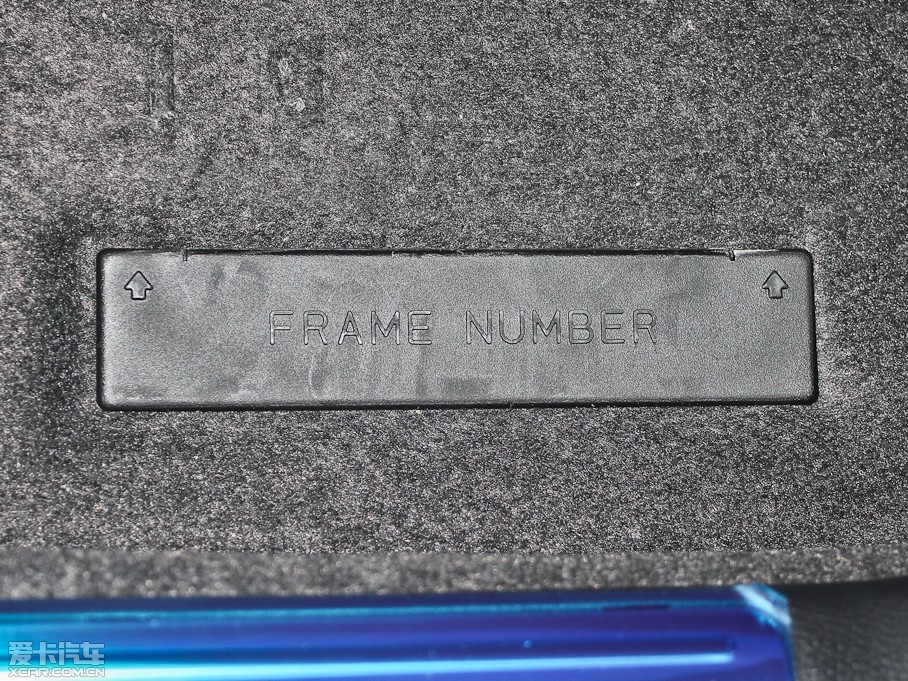 FRAME NUMBER
爱卡汽车
XCAR.COM.CN